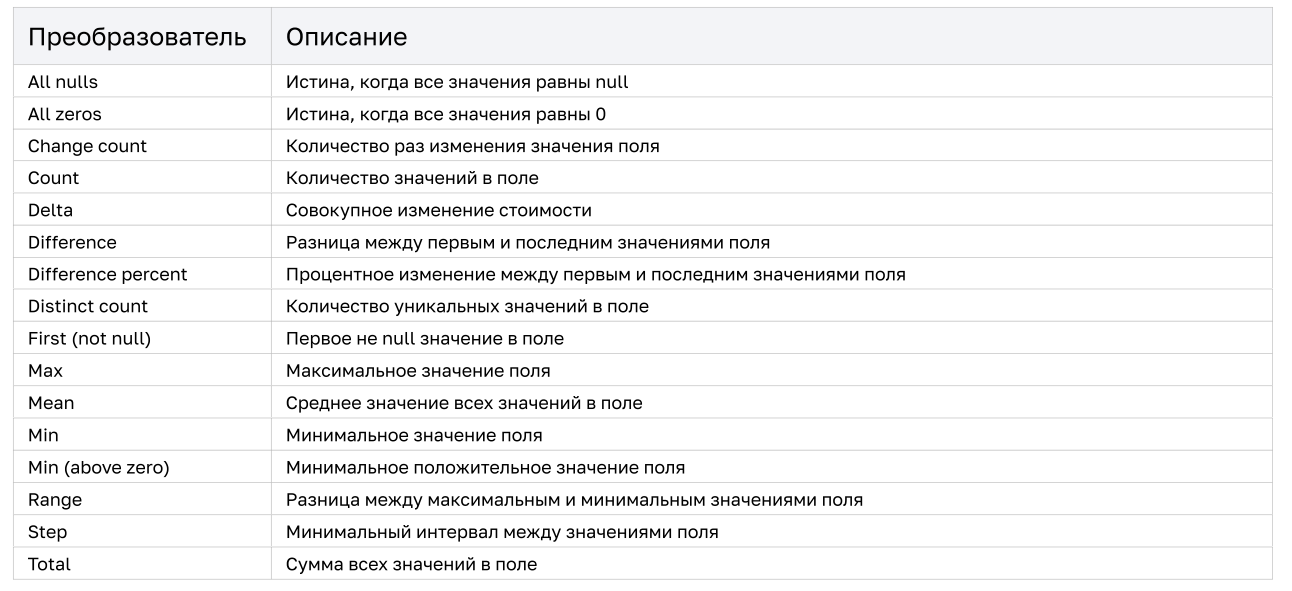 Преобразователь Описание
All nulls Истина, когда все значения равны null
All zeros Истина, когда все значения равны 0
Change count Количество раз изменения значения поля
Count Количество значений в поле
Delta Совокупное изменение стоимости
Difference Разница между первым и последним значениями поля
Difference percent Процентное изменение между первым и последним значениями поля
Distinct count Количество уникальных значений в поле
First (not null) Первое не null значение в поле
Max Максимальное значение поля
Mean Среднее значение всех значений в поле
Min Минимальное значение поля
Min (above zero) Минимальное положительное значение поля
Range Разница между максимальным и минимальным значениями поля
Step Минимальный интервал между значениями поля
Total Сумма всех значений в поле